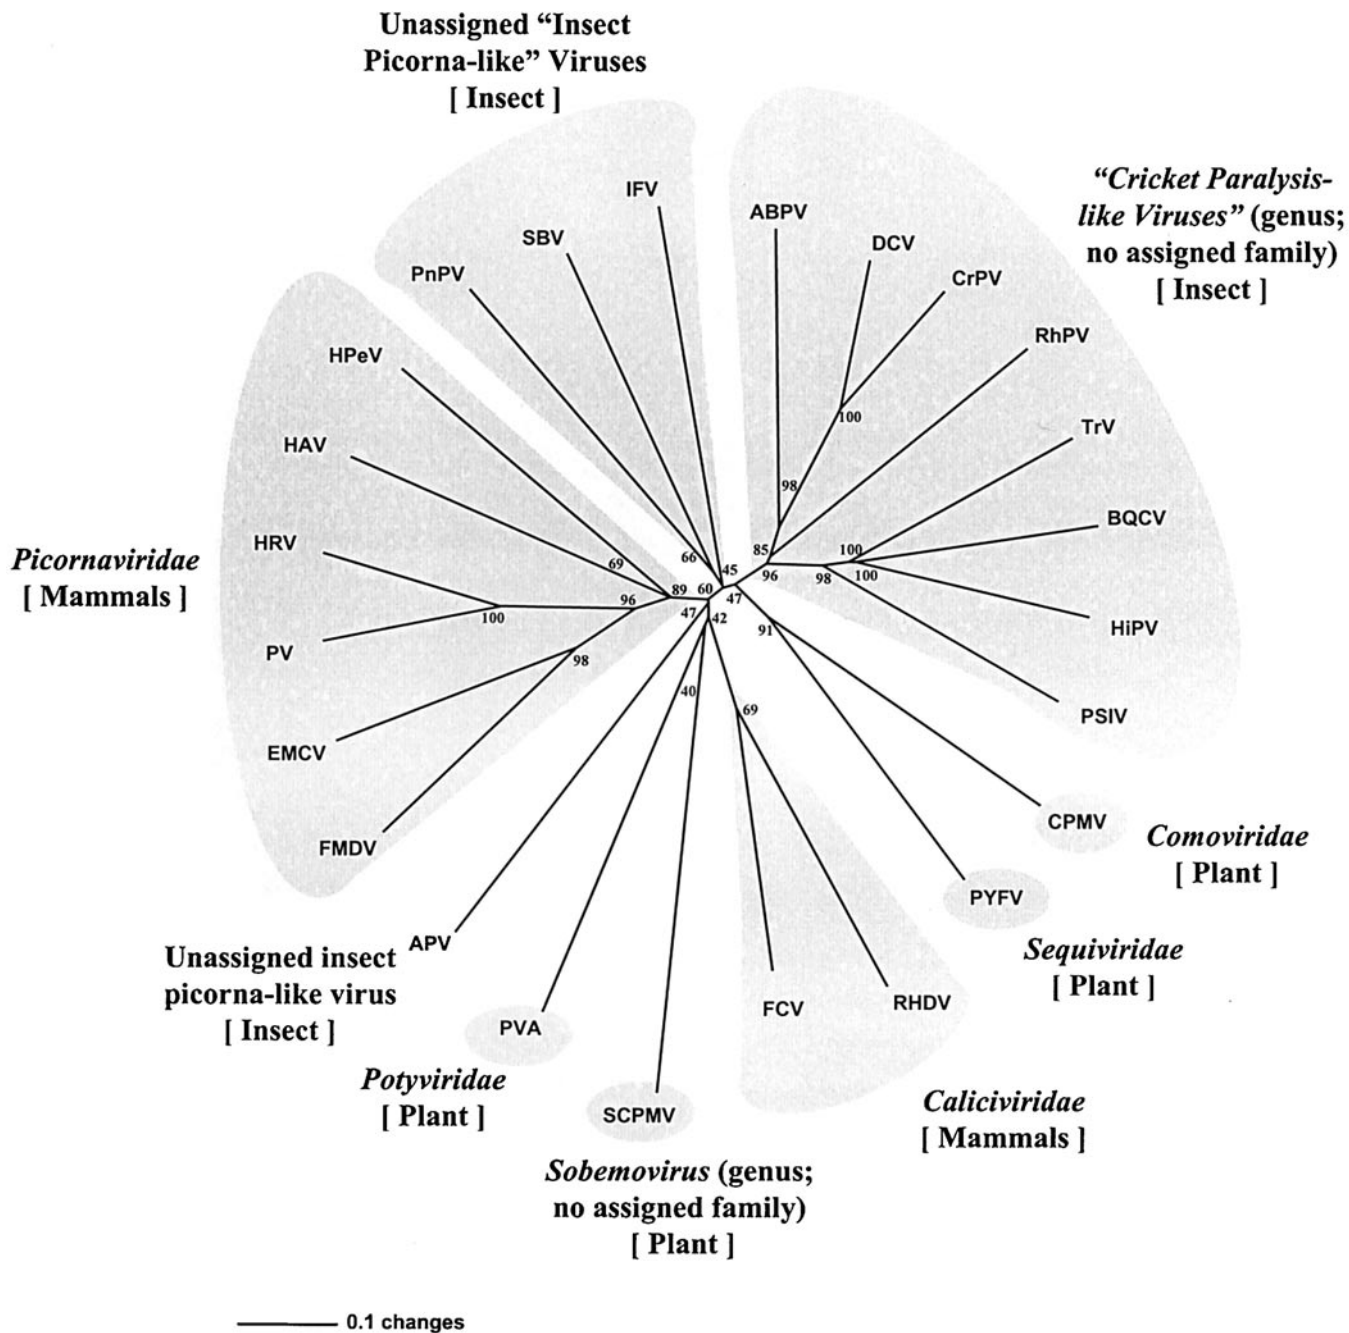 Unassigned “Insect
Picorna-like” Viruses
[ Insect ]
“Cricket Paralysis-
like Viruses” (genus;
no assigned family)
[ Insect ]
IFV
SBV
PnPV
ABPV
DCV
CrPV
RhPV
TrV
BQCV
HiPV
PSIV
HPeV
HAV
HRV
PV
EMCV
FMDV
Picornaviridae
[ Mammals ]
100
98
85
96
98
100
100
66
45
69
89
60
47
96
100
98
47
42
91
40
69
CPMV
Comoviridae
[ Plant ]
PYFV
Sequiviridae
[ Plant ]
APV
Unassigned insect
picorna-like virus
[ Insect ]
PVA
Potyviridae
[ Plant ]
SCPMV
Sobemovirus (genus;
no assigned family)
[ Plant ]
FCV
RHDV
Caliciviridae
[ Mammals ]
0.1 changes